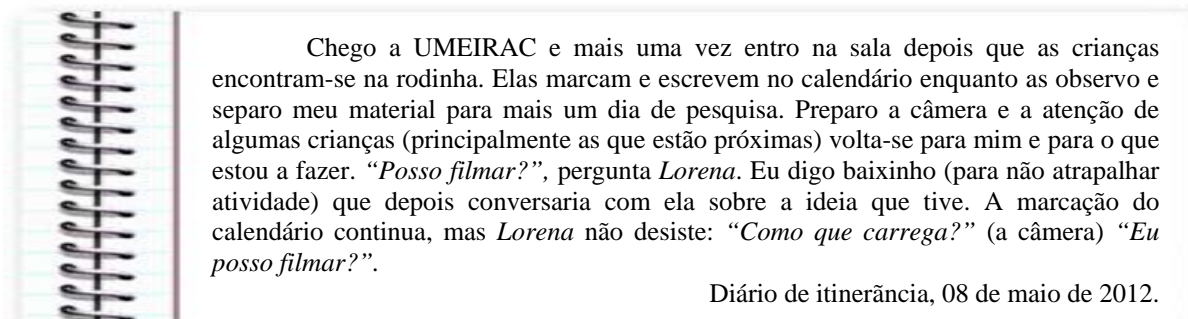 Chego a UMEIRAC e mais uma vez entro na sala depois que as crianças
encontram-se na rodinha. Elas marcam e escrevem no calendário enquanto as observo e
separo meu material para mais um dia de pesquisa. Preparo a câmera e a atenção de
algumas crianças (principalmente as que estão próximas) volta-se para mim e para o que
estou a fazer. “Posso filmar?”, pergunta Lorena. Eu digo baixinho (para não atrapalhar
atividade) que depois conversaria com ela sobre a ideia que tive. A marcação do
calendário continua, mas Lorena não desiste: “Como que carrega?” (a câmera) “Eu
posso filmar?”.
Diário de itinerãncia, 08 de maio de 2012.